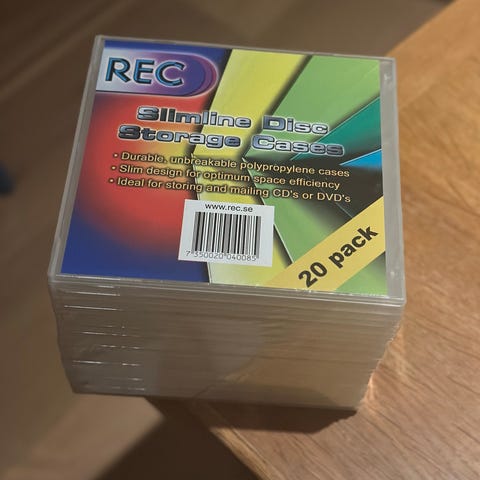 REC
Slimline Disc
Storage Cases
• Durable, unbreakable polypropylene cases
• Slim design for optimum space efficiency
• Ideal for storing and mailing CD's or DVD's
www.rec.se
7 350020 040085
20 pack